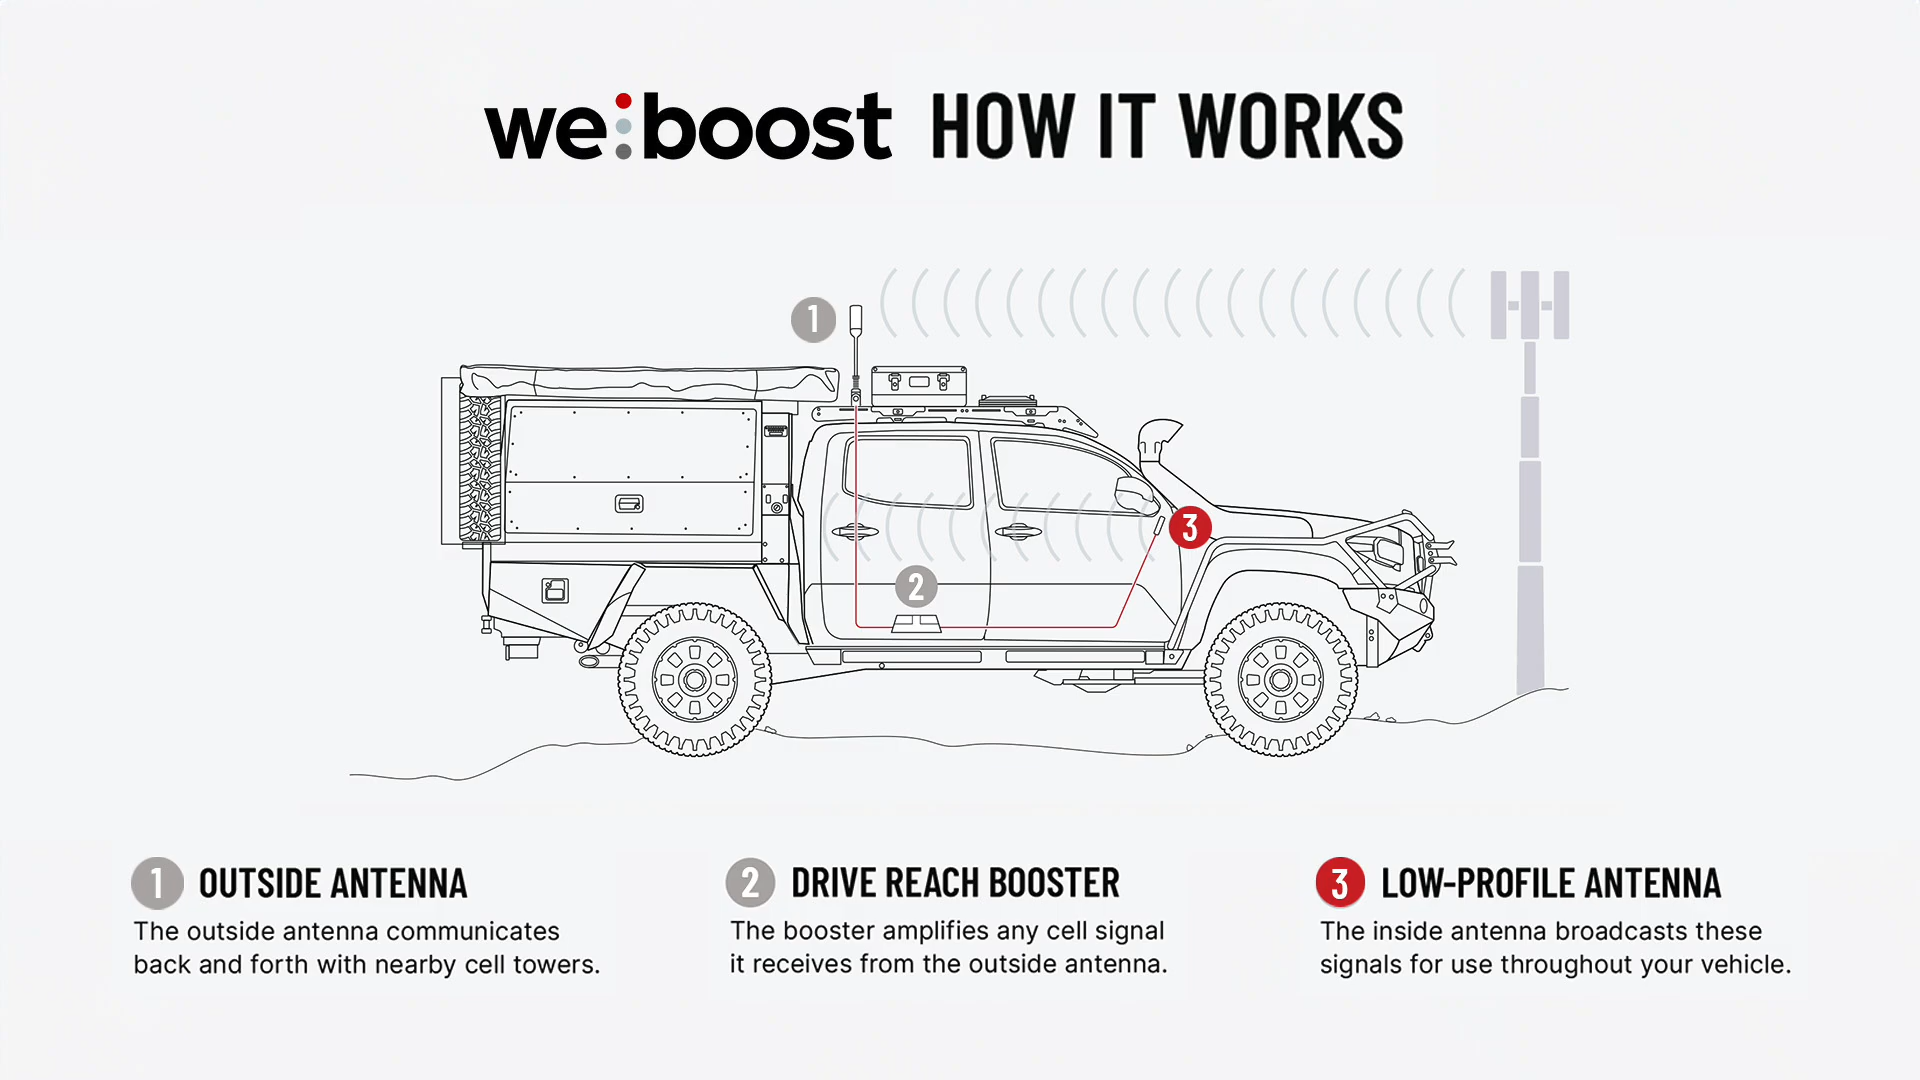 weboost HOW IT WORKS
1
2
3
1 OUTSIDE ANTENNA
The outside antenna communicates
back and forth with nearby cell towers.
2 DRIVE REACH BOOSTER
The booster amplifies any cell signal
it receives from the outside antenna.
3 LOW-PROFILE ANTENNA
The inside antenna broadcasts these
signals for use throughout your vehicle.